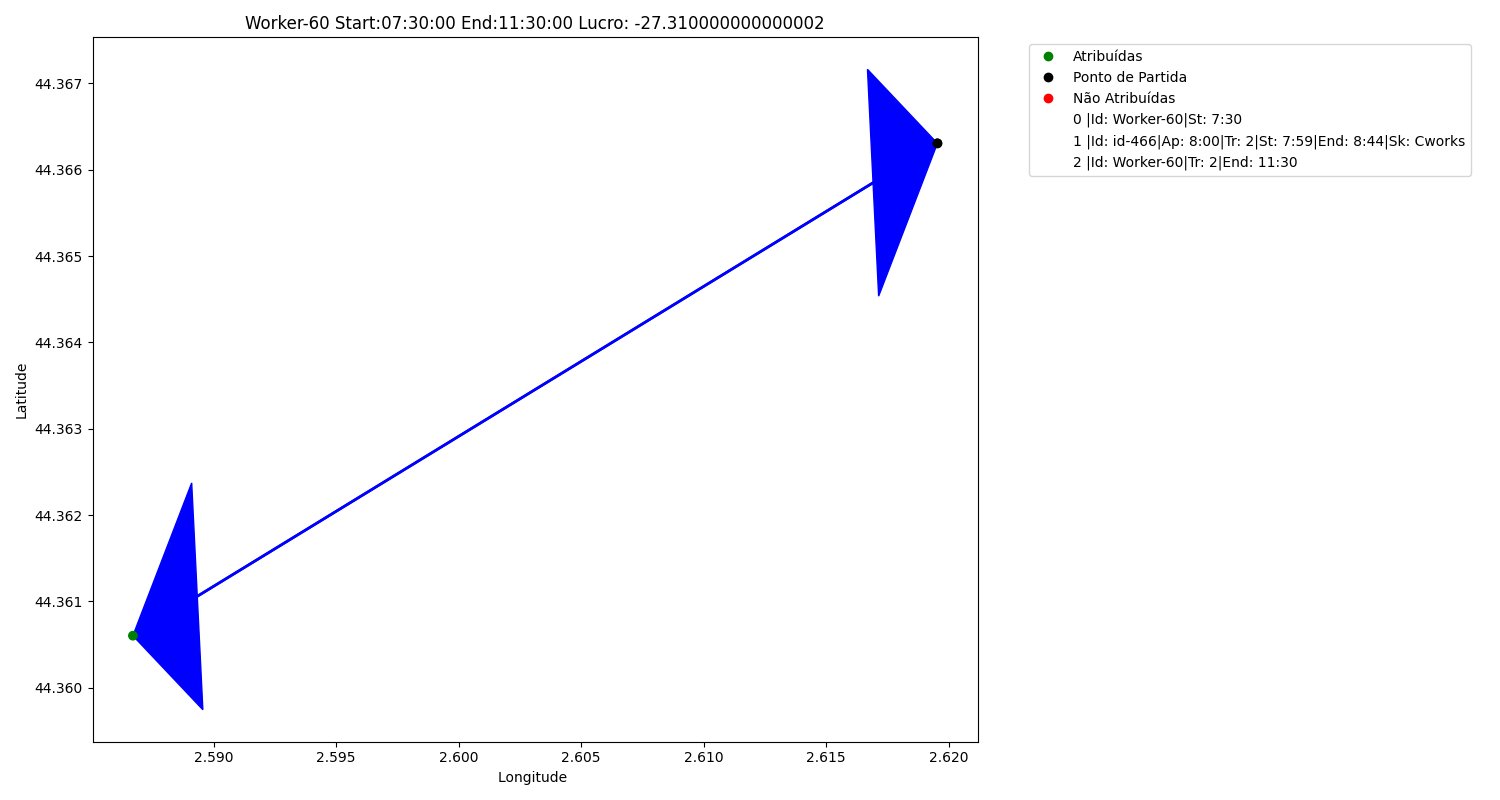 Worker-60 Start:07:30:00 End:11:30:00 Lucro: -27.310000000000002
44.367
44.366
44.365
44.364
44.363
44.362
44.361
44.360
Latitude
2.590
2.595
2.600
2.605
2.610
2.615
2.620
Longitude
Atribuídas
Ponto de Partida
Não Atribuídas
0 |Id: Worker-60|St: 7:30
1 |Id: id-466|Ap: 8:00|Tr: 2|St: 7:59|End: 8:44|Sk: Cworks
2 |Id: Worker-60|Tr: 2|End: 11:30